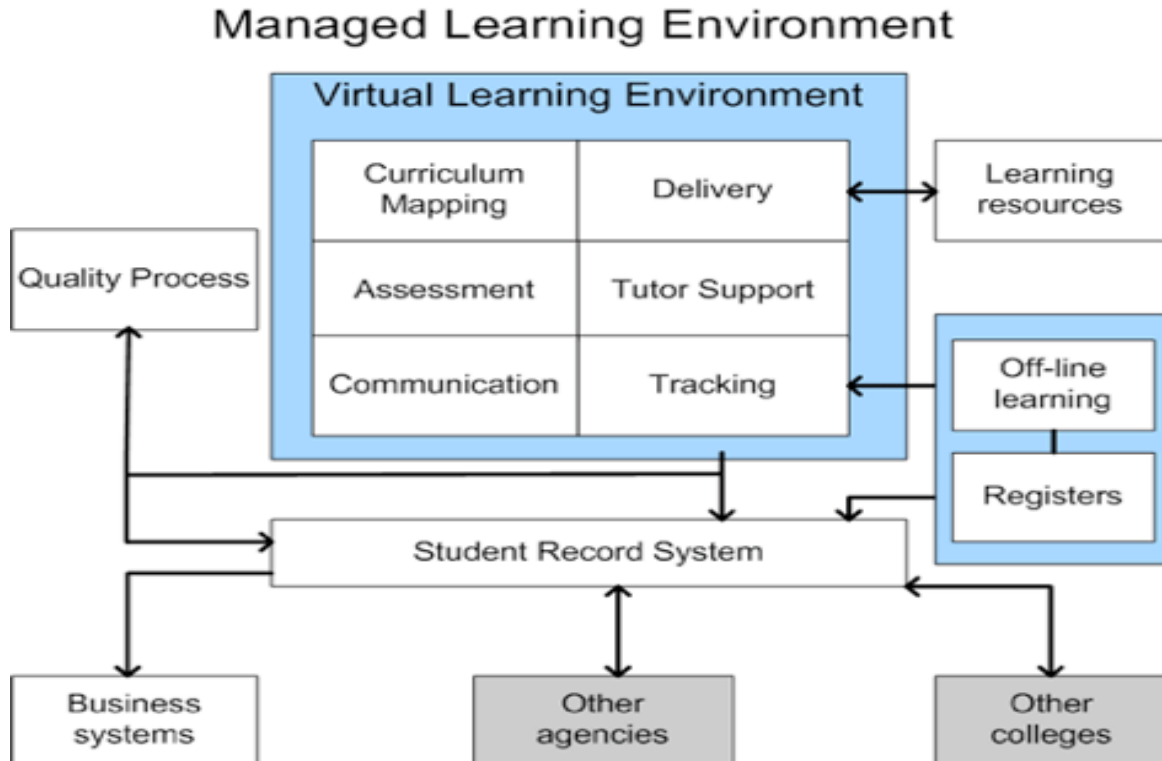 Managed Learning Environment
Virtual Learning Environment
Curriculum
Mapping
Delivery
Learning
resources
Quality Process
Assessment
Tutor Support
Communication
Tracking
Off-line
learning
Registers
Student Record System
Business
systems
Other
agencies
Other
colleges